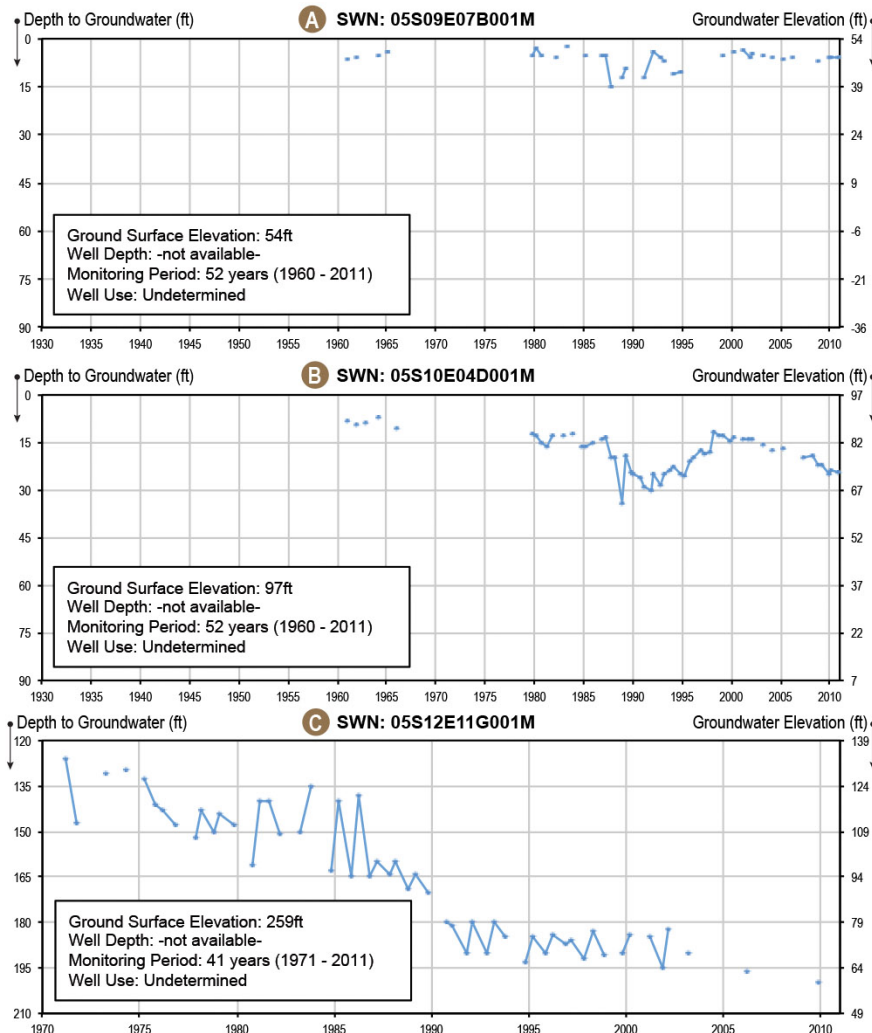 Depth to Groundwater (ft) A SWN: 05S09E07B001M Groundwater Elevation (ft)
0 54
15 39
30 24
45 9
60 -6
75 -21
90 -36
Ground Surface Elevation: 54ft
Well Depth: -not available-
Monitoring Period: 52 years (1960 - 2011)
Well Use: Undetermined
1930 1935 1940 1945 1950 1955 1960 1965 1970 1975 1980 1985 1990 1995 2000 2005 2010
Depth to Groundwater (ft) B SWN: 05S10E04D001M Groundwater Elevation (ft)
0 97
15 82
30 67
45 52
60 37
75 22
90 7
Ground Surface Elevation: 97ft
Well Depth: -not available-
Monitoring Period: 52 years (1960 - 2011)
Well Use: Undetermined
1930 1935 1940 1945 1950 1955 1960 1965 1970 1975 1980 1985 1990 1995 2000 2005 2010
Depth to Groundwater (ft) C SWN: 05S12E11G001M Groundwater Elevation (ft)
120 139
135 124
150 109
165 94
180 79
195 64
210 49
Ground Surface Elevation: 259ft
Well Depth: -not available-
Monitoring Period: 41 years (1971 - 2011)
Well Use: Undetermined
1970 1975 1980 1985 1990 1995 2000 2005 2010